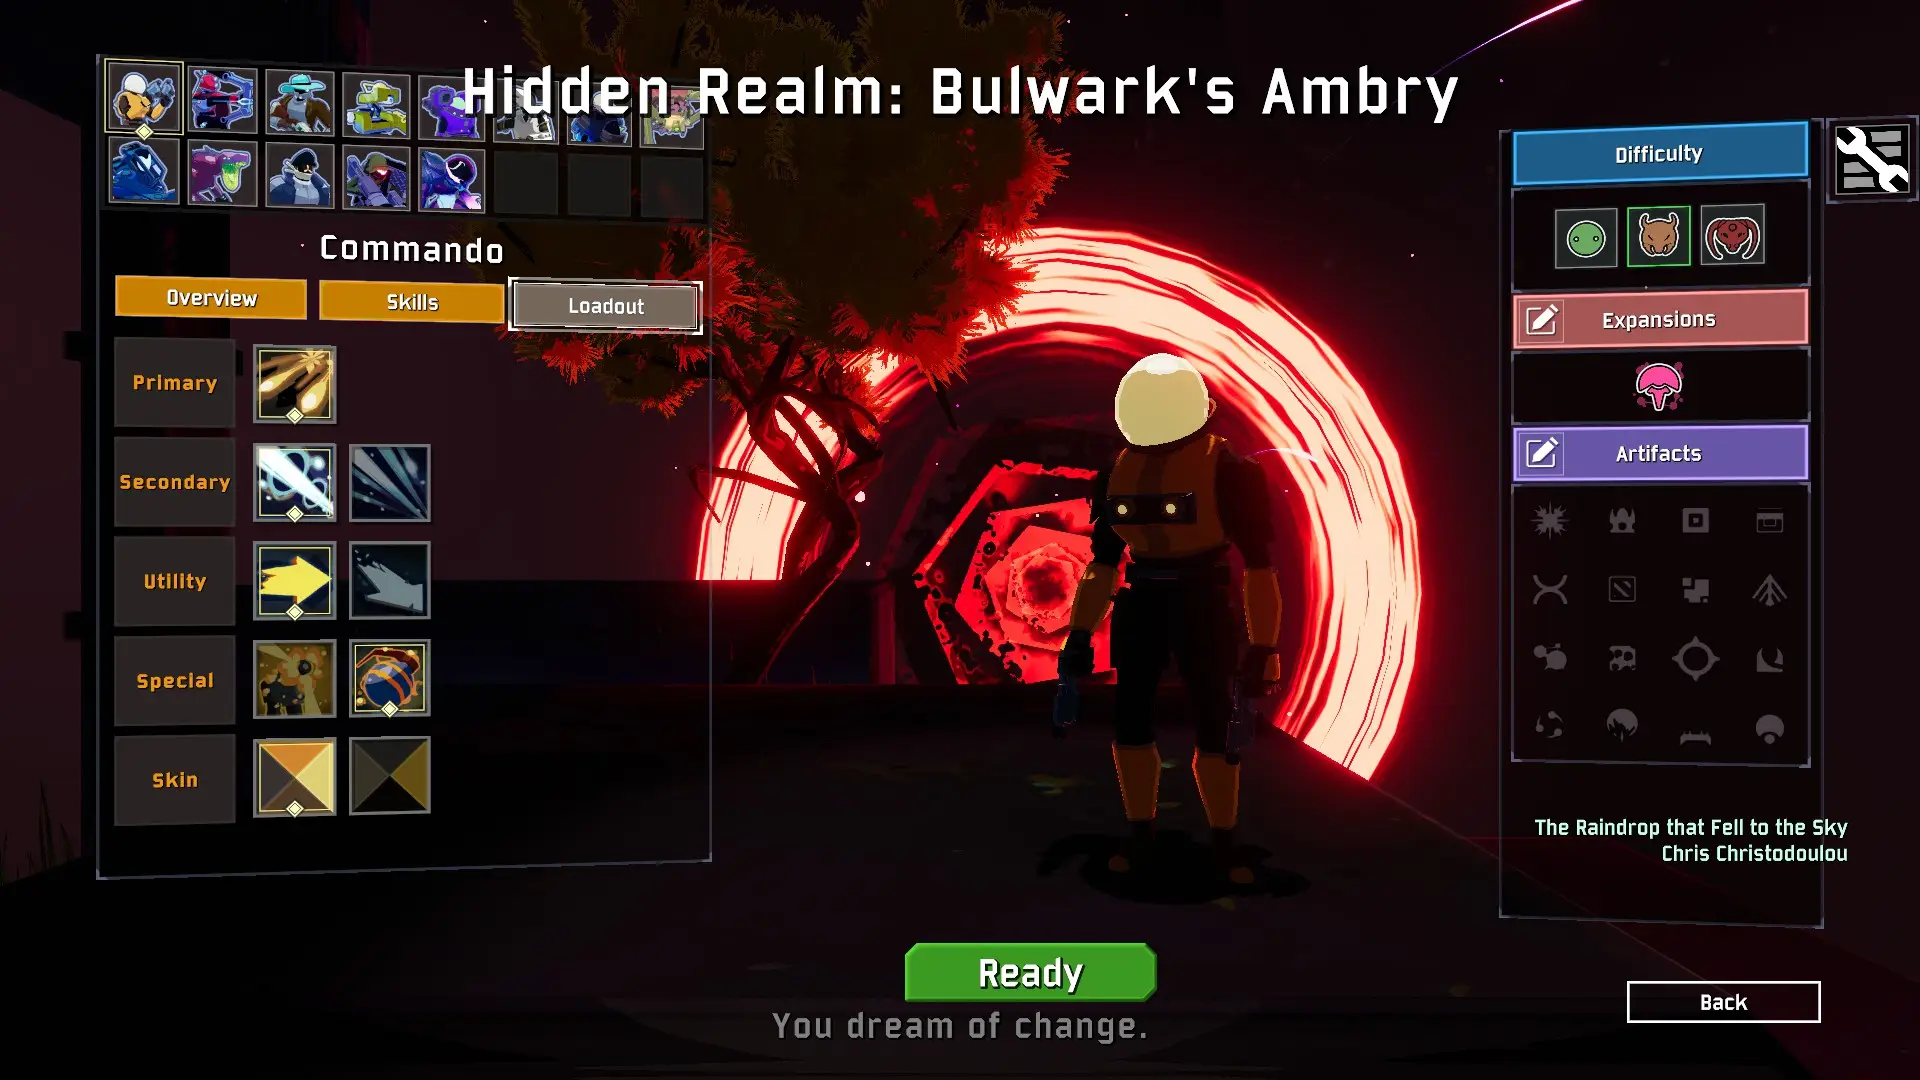 Hidden Realm: Bulwark's Ambry
Commando
Overview
Skills
Loadout
Primary
Secondary
Utility
Special
Skin
Difficulty
Expansions
Artifacts
The Raindrop that Fell to the Sky
Chris Christodoulou
Ready
You dream of change.
Back